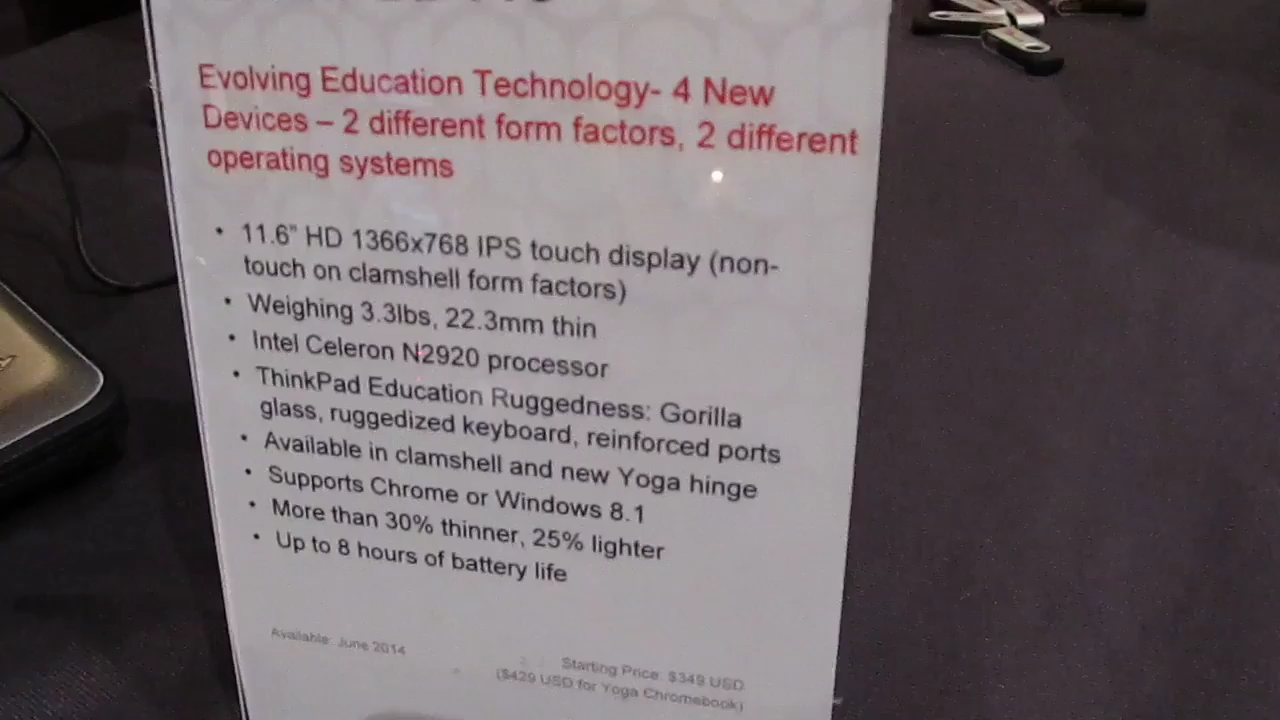 Evolving Education Technology- 4 New
Devices – 2 different form factors, 2 different
operating systems
• 11.6" HD 1366x768 IPS touch display (non-
touch on clamshell form factors)
• Weighing 3.3lbs, 22.3mm thin
• Intel Celeron N2920 processor
• ThinkPad Education Ruggedness: Gorilla
glass, ruggedized keyboard, reinforced ports
• Available in clamshell and new Yoga hinge
• Supports Chrome or Windows 8.1
• More than 30% thinner, 25% lighter
• Up to 8 hours of battery life
Available: June 2014
Starting Price: $349 USD
($429 USD for Yoga Chromebook)